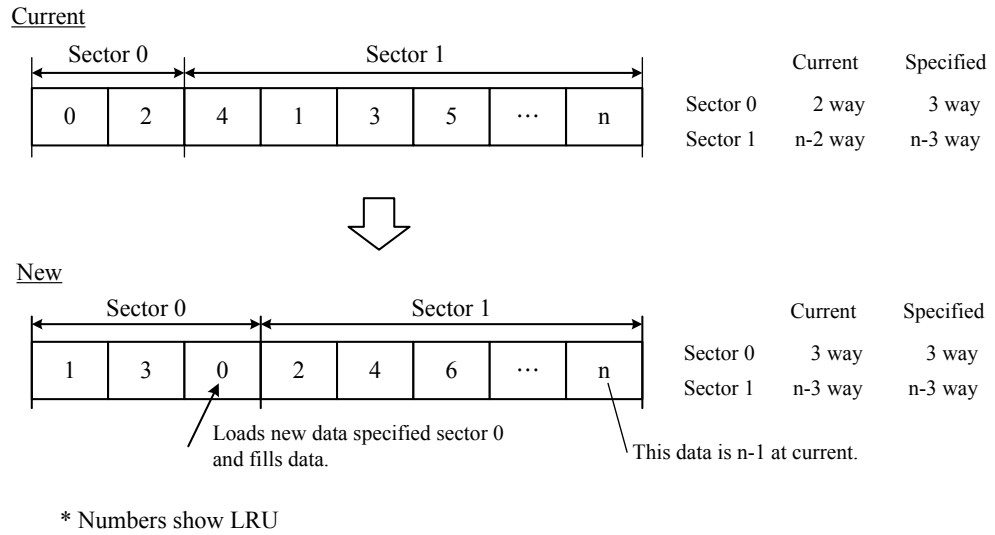 Current
Sector 0 Sector 1
Current Specified
0 2 4 1 3 5 ... n
Sector 0 2 way 3 way
Sector 1 n-2 way n-3 way
New
Sector 0 Sector 1
Current Specified
1 3 0 2 4 6 ... n
Sector 0 3 way 3 way
Sector 1 n-3 way n-3 way
Loads new data specified sector 0
and fills data.
This data is n-1 at current.
* Numbers show LRU